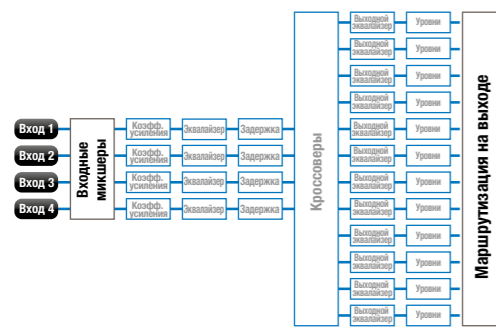 Вход 1
Вход 2
Вход 3
Вход 4
Входные
микшеры
Коэфф.
усиления
Эквалайзер
Задержка
Коэфф.
усиления
Эквалайзер
Задержка
Коэфф.
усиления
Эквалайзер
Задержка
Коэфф.
усиления
Эквалайзер
Задержка
Кроссоверы
Выходной
эквалайзер
Уровни
Выходной
эквалайзер
Уровни
Выходной
эквалайзер
Уровни
Выходной
эквалайзер
Уровни
Выходной
эквалайзер
Уровни
Выходной
эквалайзер
Уровни
Выходной
эквалайзер
Уровни
Выходной
эквалайзер
Уровни
Выходной
эквалайзер
Уровни
Выходной
эквалайзер
Уровни
Выходной
эквалайзер
Уровни
Выходной
эквалайзер
Уровни
Маршрутизация на выходе